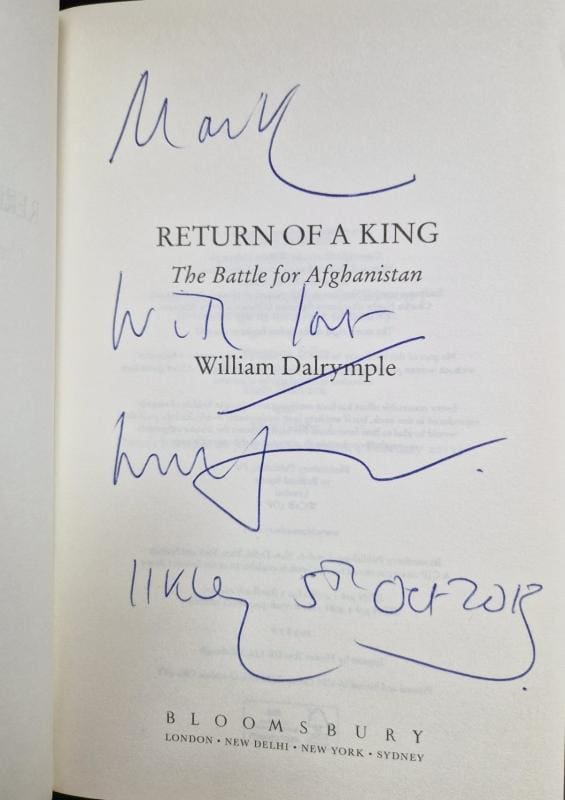 Mark
RETURN OF A KING
The Battle for Afghanistan
With love
William Dalrymple
Ilkley 5th Oct 2013
BLOOMSBURY
LONDON • NEW DELHI • NEW YORK • SYDNEY